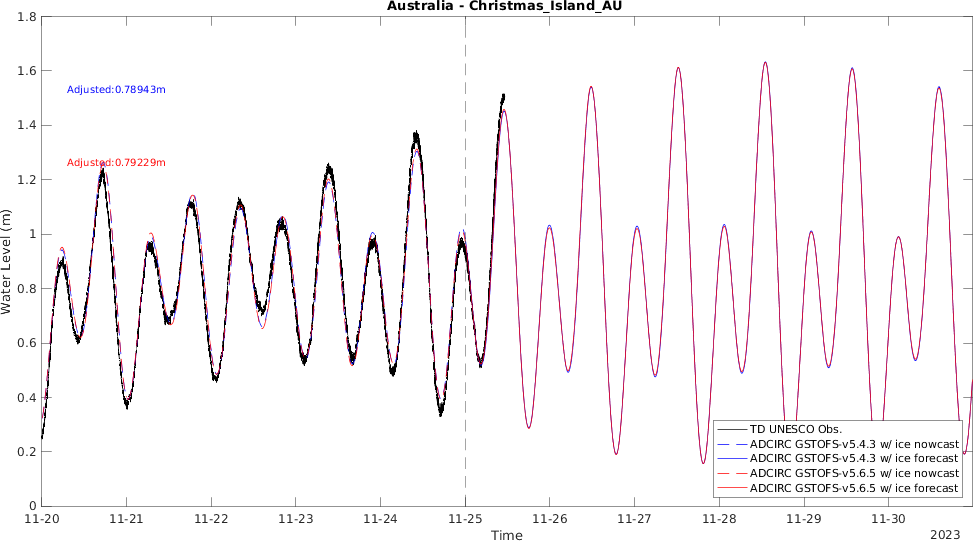 Australia - Christmas_Island_AU
1.8
1.6
1.4
1.2
1
0.8
0.6
0.4
0.2
0
Water Level (m)
Adjusted:0.78943m
Adjusted:0.79229m
TD UNESCO Obs.
ADCIRC GSTOFS-v5.4.3 w/ ice nowcast
ADCIRC GSTOFS-v5.4.3 w/ ice forecast
ADCIRC GSTOFS-v5.6.5 w/ ice nowcast
ADCIRC GSTOFS-v5.6.5 w/ ice forecast
11-20 11-21 11-22 11-23 11-24 11-25 11-26 11-27 11-28 11-29 11-30
Time
2023